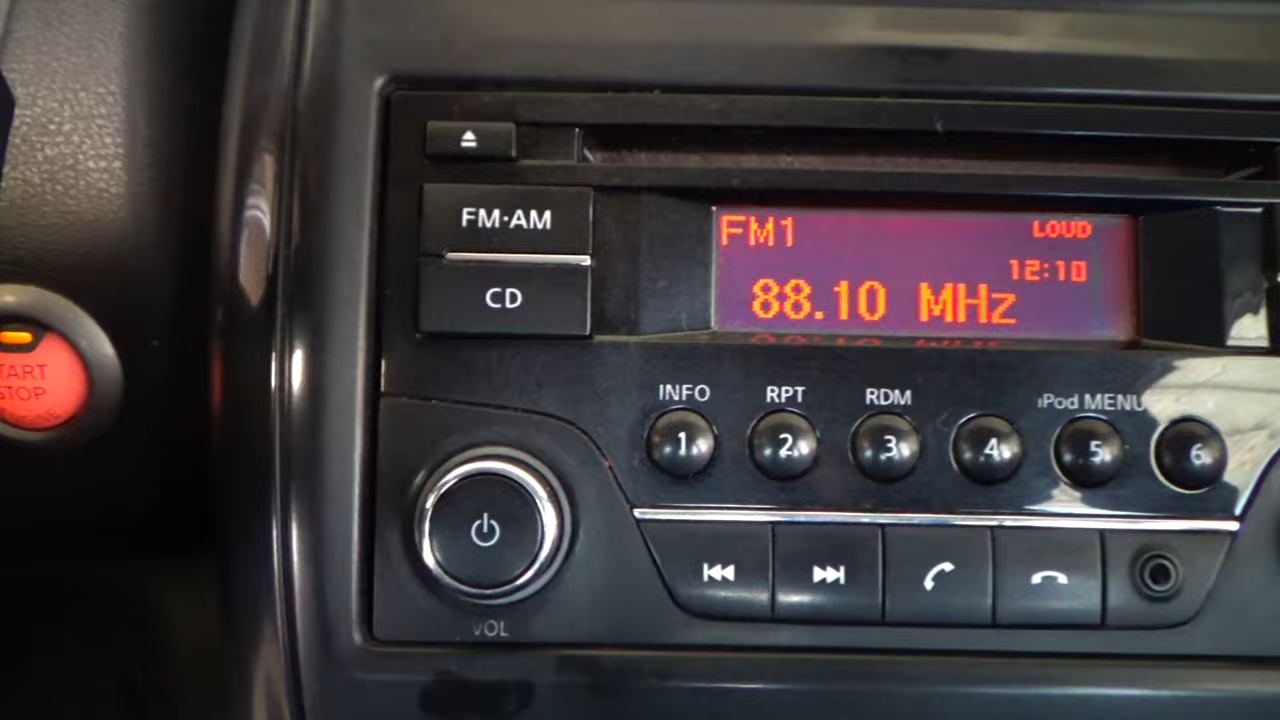 FM·AM
CD
FM1
LOUD
12:10
88.10 MHz
START
STOP
INFO
RPT
RDM
iPod MENU
1
2
3
4
5
6
VOL